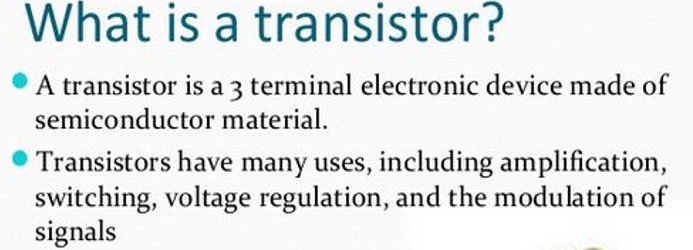 What is a transistor?
A transistor is a 3 terminal electronic device made of
semiconductor material.
Transistors have many uses, including amplification,
switching, voltage regulation, and the modulation of
signals